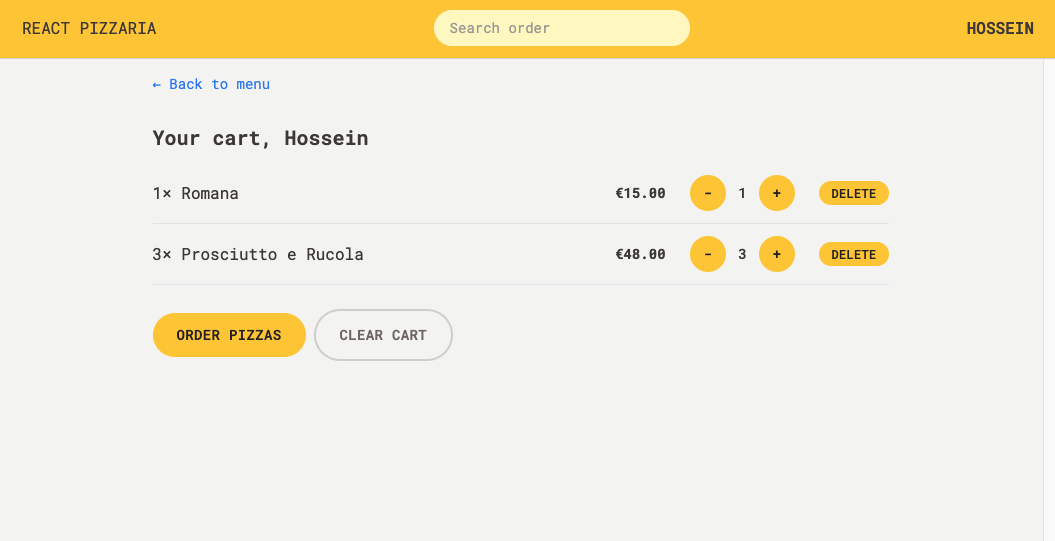 REACT PIZZARIA Search order HOSSEIN
← Back to menu
Your cart, Hossein
1× Romana €15.00 - 1 + DELETE
3× Prosciutto e Rucola €48.00 - 3 + DELETE
ORDER PIZZAS CLEAR CART